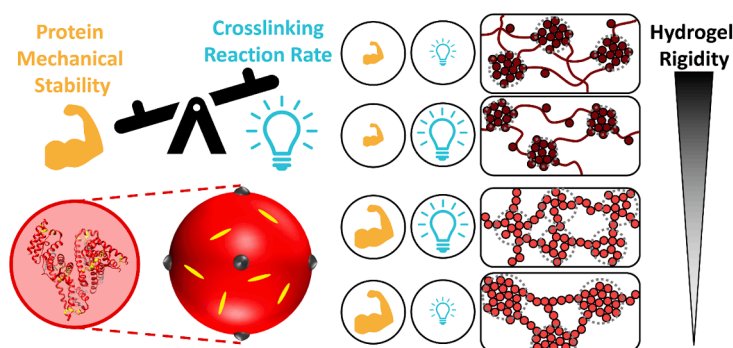 Protein
Mechanical
Stability
Crosslinking
Reaction Rate
Hydrogel
Rigidity